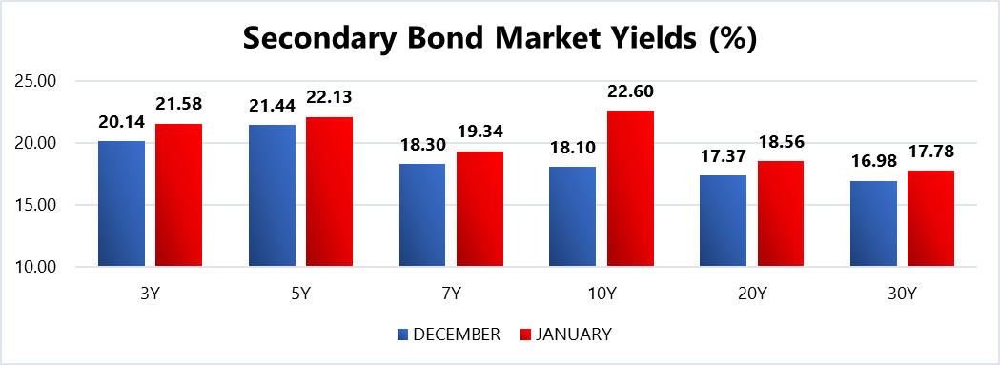 Secondary Bond Market Yields (%)
25.00
20.00
15.00
10.00
20.14
21.58
21.44
22.13
18.30
19.34
18.10
22.60
17.37
18.56
16.98
17.78
3Y
5Y
7Y
10Y
20Y
30Y
DECEMBER
JANUARY